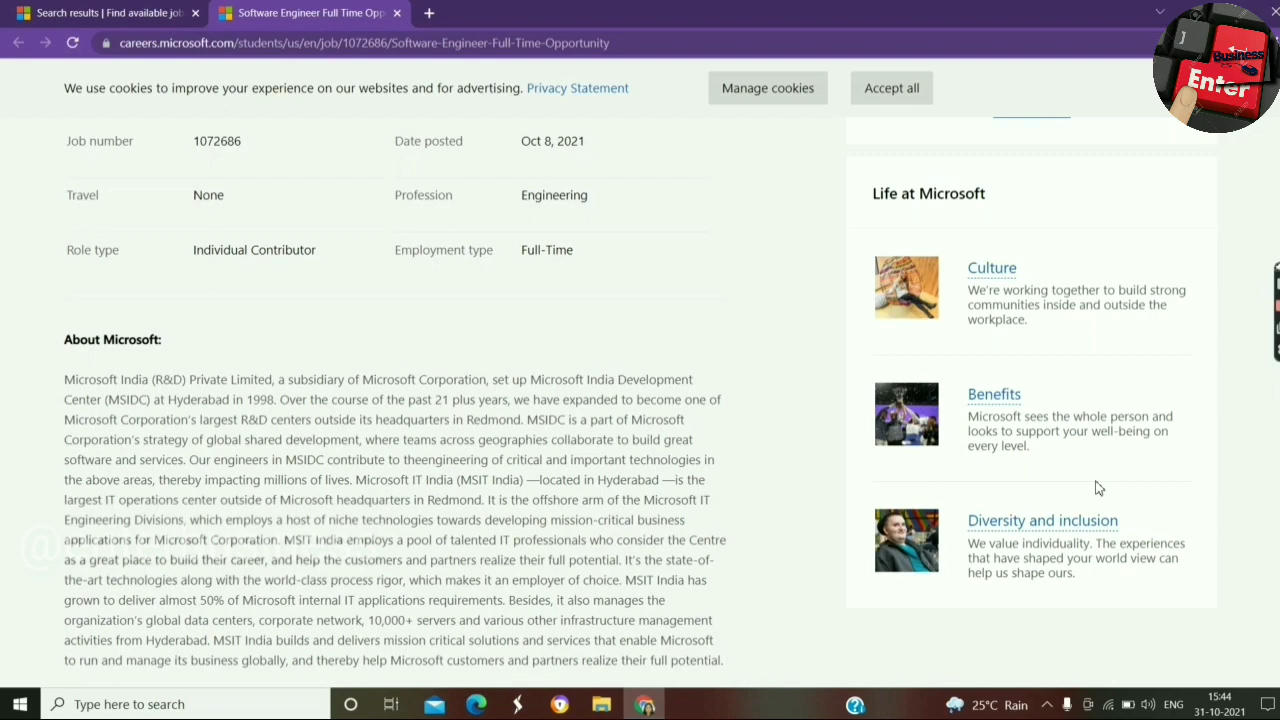 Search results | Find available job
Software Engineer Full Time Opp
careers.microsoft.com/students/us/en/job/1072686/Software-Engineer-Full-Time-Opportunity
]
Business
Enter
We use cookies to improve your experience on our websites and for advertising. Privacy Statement
Manage cookies
Accept all
Job number 1072686 Date posted Oct 8, 2021
Travel None Profession Engineering
Role type Individual Contributor Employment type Full-Time
About Microsoft:
Microsoft India (R&D) Private Limited, a subsidiary of Microsoft Corporation, set up Microsoft India Development
Center (MSIDC) at Hyderabad in 1998. Over the course of the past 21 plus years, we have expanded to become one of
Microsoft Corporation's largest R&D centers outside its headquarters in Redmond. MSIDC is a part of Microsoft
Corporation's strategy of global shared development, where teams across geographies collaborate to build great
software and services. Our engineers in MSIDC contribute to theengineering of critical and important technologies in
the above areas, thereby impacting millions of lives. Microsoft IT India (MSIT India) —located in Hyderabad —is the
largest IT operations center outside of Microsoft headquarters in Redmond. It is the offshore arm of the Microsoft IT
Engineering Divisions, which employs a host of niche technologies towards developing mission-critical business
applications for Microsoft Corporation. MSIT India employ a pool of talented IT professionals who consider the Centre
as a great place to build their career, and help the customers and partners realize their full potential. It's the state-of-
the-art technologies along with the world-class process rigor, which makes it an employer of choice. MSIT India has
grown to deliver almost 50% of Microsoft internal IT applications requirements. Besides, it also manages the
organization's global data centers, corporate network, 10,000+ servers and various other infrastructure management
activities from Hyderabad. MSIT India builds and delivers mission critical solutions and services that enable Microsoft
to run and manage its business globally, and thereby help Microsoft customers and partners realize their full potential.
Life at Microsoft
Culture
We're working together to build strong
communities inside and outside the
workplace.
Benefits
Microsoft sees the whole person and
looks to support your well-being on
every level.
Diversity and inclusion
We value individuality. The experiences
that have shaped your world view can
help us shape ours.
Type here to search
25°C Rain
ENG
15:44
31-10-2021